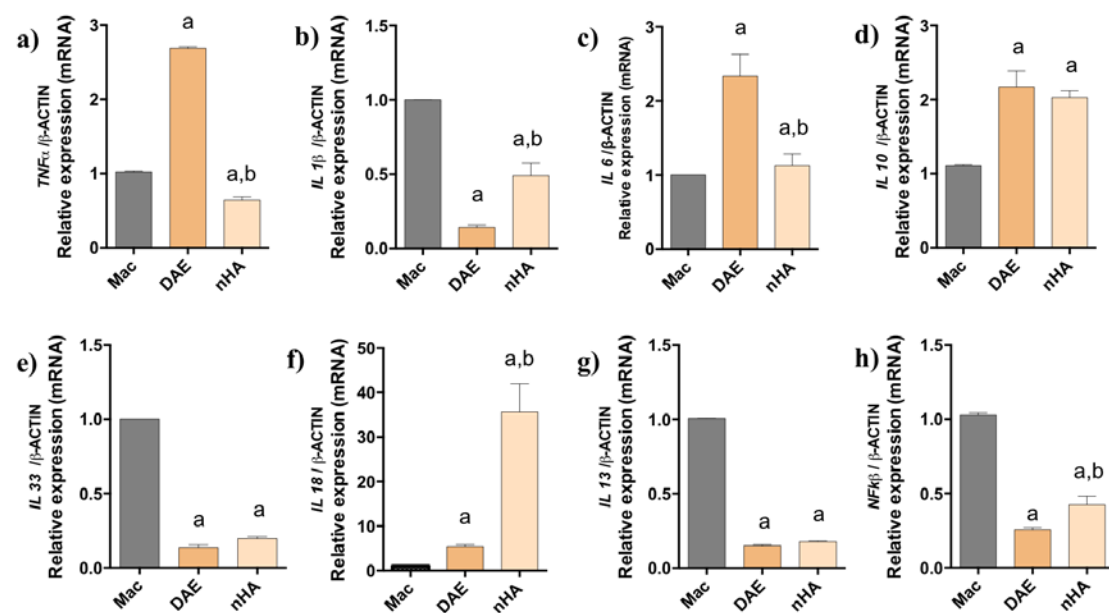 a)
TNFα /β-ACTIN
Relative expression (mRNA)
3
2
1
0
a
a,b
Mac
DAE
nHA
b)
IL 1β /β-ACTIN
Relative expression (mRNA)
1.5
1.0
0.5
0.0
a
a,b
Mac
DAE
nHA
c)
IL 6 /β-ACTIN
Relative expression (mRNA)
3
2
1
0
a
a,b
Mac
DAE
nHA
d)
IL 10 /β-ACTIN
Relative expression (mRNA)
3
2
1
0
a
a
Mac
DAE
nHA
e)
IL 33 /β-ACTIN
Relative expression (mRNA)
1.5
1.0
0.5
0.0
a
a
Mac
DAE
nHA
f)
IL 18 / β-ACTIN
Relative expression (mRNA)
50
40
30
20
10
0
a
a,b
Mac
DAE
nHA
g)
IL 13 /β-ACTIN
Relative expression (mRNA)
1.5
1.0
0.5
0.0
a
a
Mac
DAE
nHA
h)
NFkβ / β-ACTIN
Relative expression (mRNA)
1.5
1.0
0.5
0.0
a
a,b
Mac
DAE
nHA